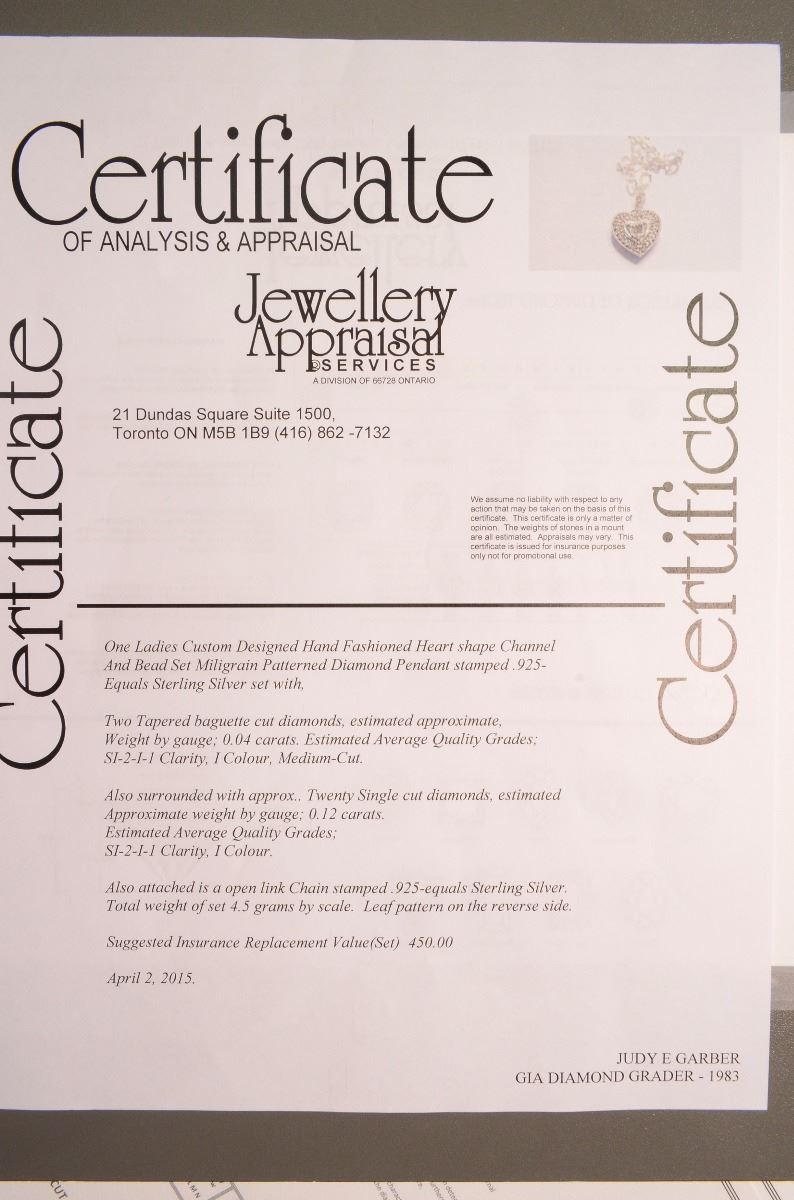 Certificate
OF ANALYSIS & APPRAISAL
Jewellery
Appraisal
©SERVICES
A DIVISION OF 66728 ONTARIO
21 Dundas Square Suite 1500,
Toronto ON M5B 1B9 (416) 862 -7132
Certificate
Certificate
We assume no liability with respect to any
action that may be taken on the basis of this
certificate. This certificate is only a matter of
opinion. The weights of stones in a mount
are all estimated. Appraisals may vary. This
certificate is issued for insurance purposes
only not for promotional use.
One Ladies Custom Designed Hand Fashioned Heart shape Channel
And Bead Set Miligrain Patterned Diamond Pendant stamped .925-
Equals Sterling Silver set with,
Two Tapered baguette cut diamonds, estimated approximate,
Weight by gauge; 0.04 carats. Estimated Average Quality Grades;
SI-2-I-1 Clarity, I Colour, Medium-Cut.
Also surrounded with approx.. Twenty Single cut diamonds, estimated
Approximate weight by gauge; 0.12 carats.
Estimated Average Quality Grades;
SI-2-I-1 Clarity, I Colour.
Also attached is a open link Chain stamped .925-equals Sterling Silver.
Total weight of set 4.5 grams by scale. Leaf pattern on the reverse side.
Suggested Insurance Replacement Value(Set) 450.00
April 2, 2015.
JUDY E GARBER
GIA DIAMOND GRADER - 1983
CUT